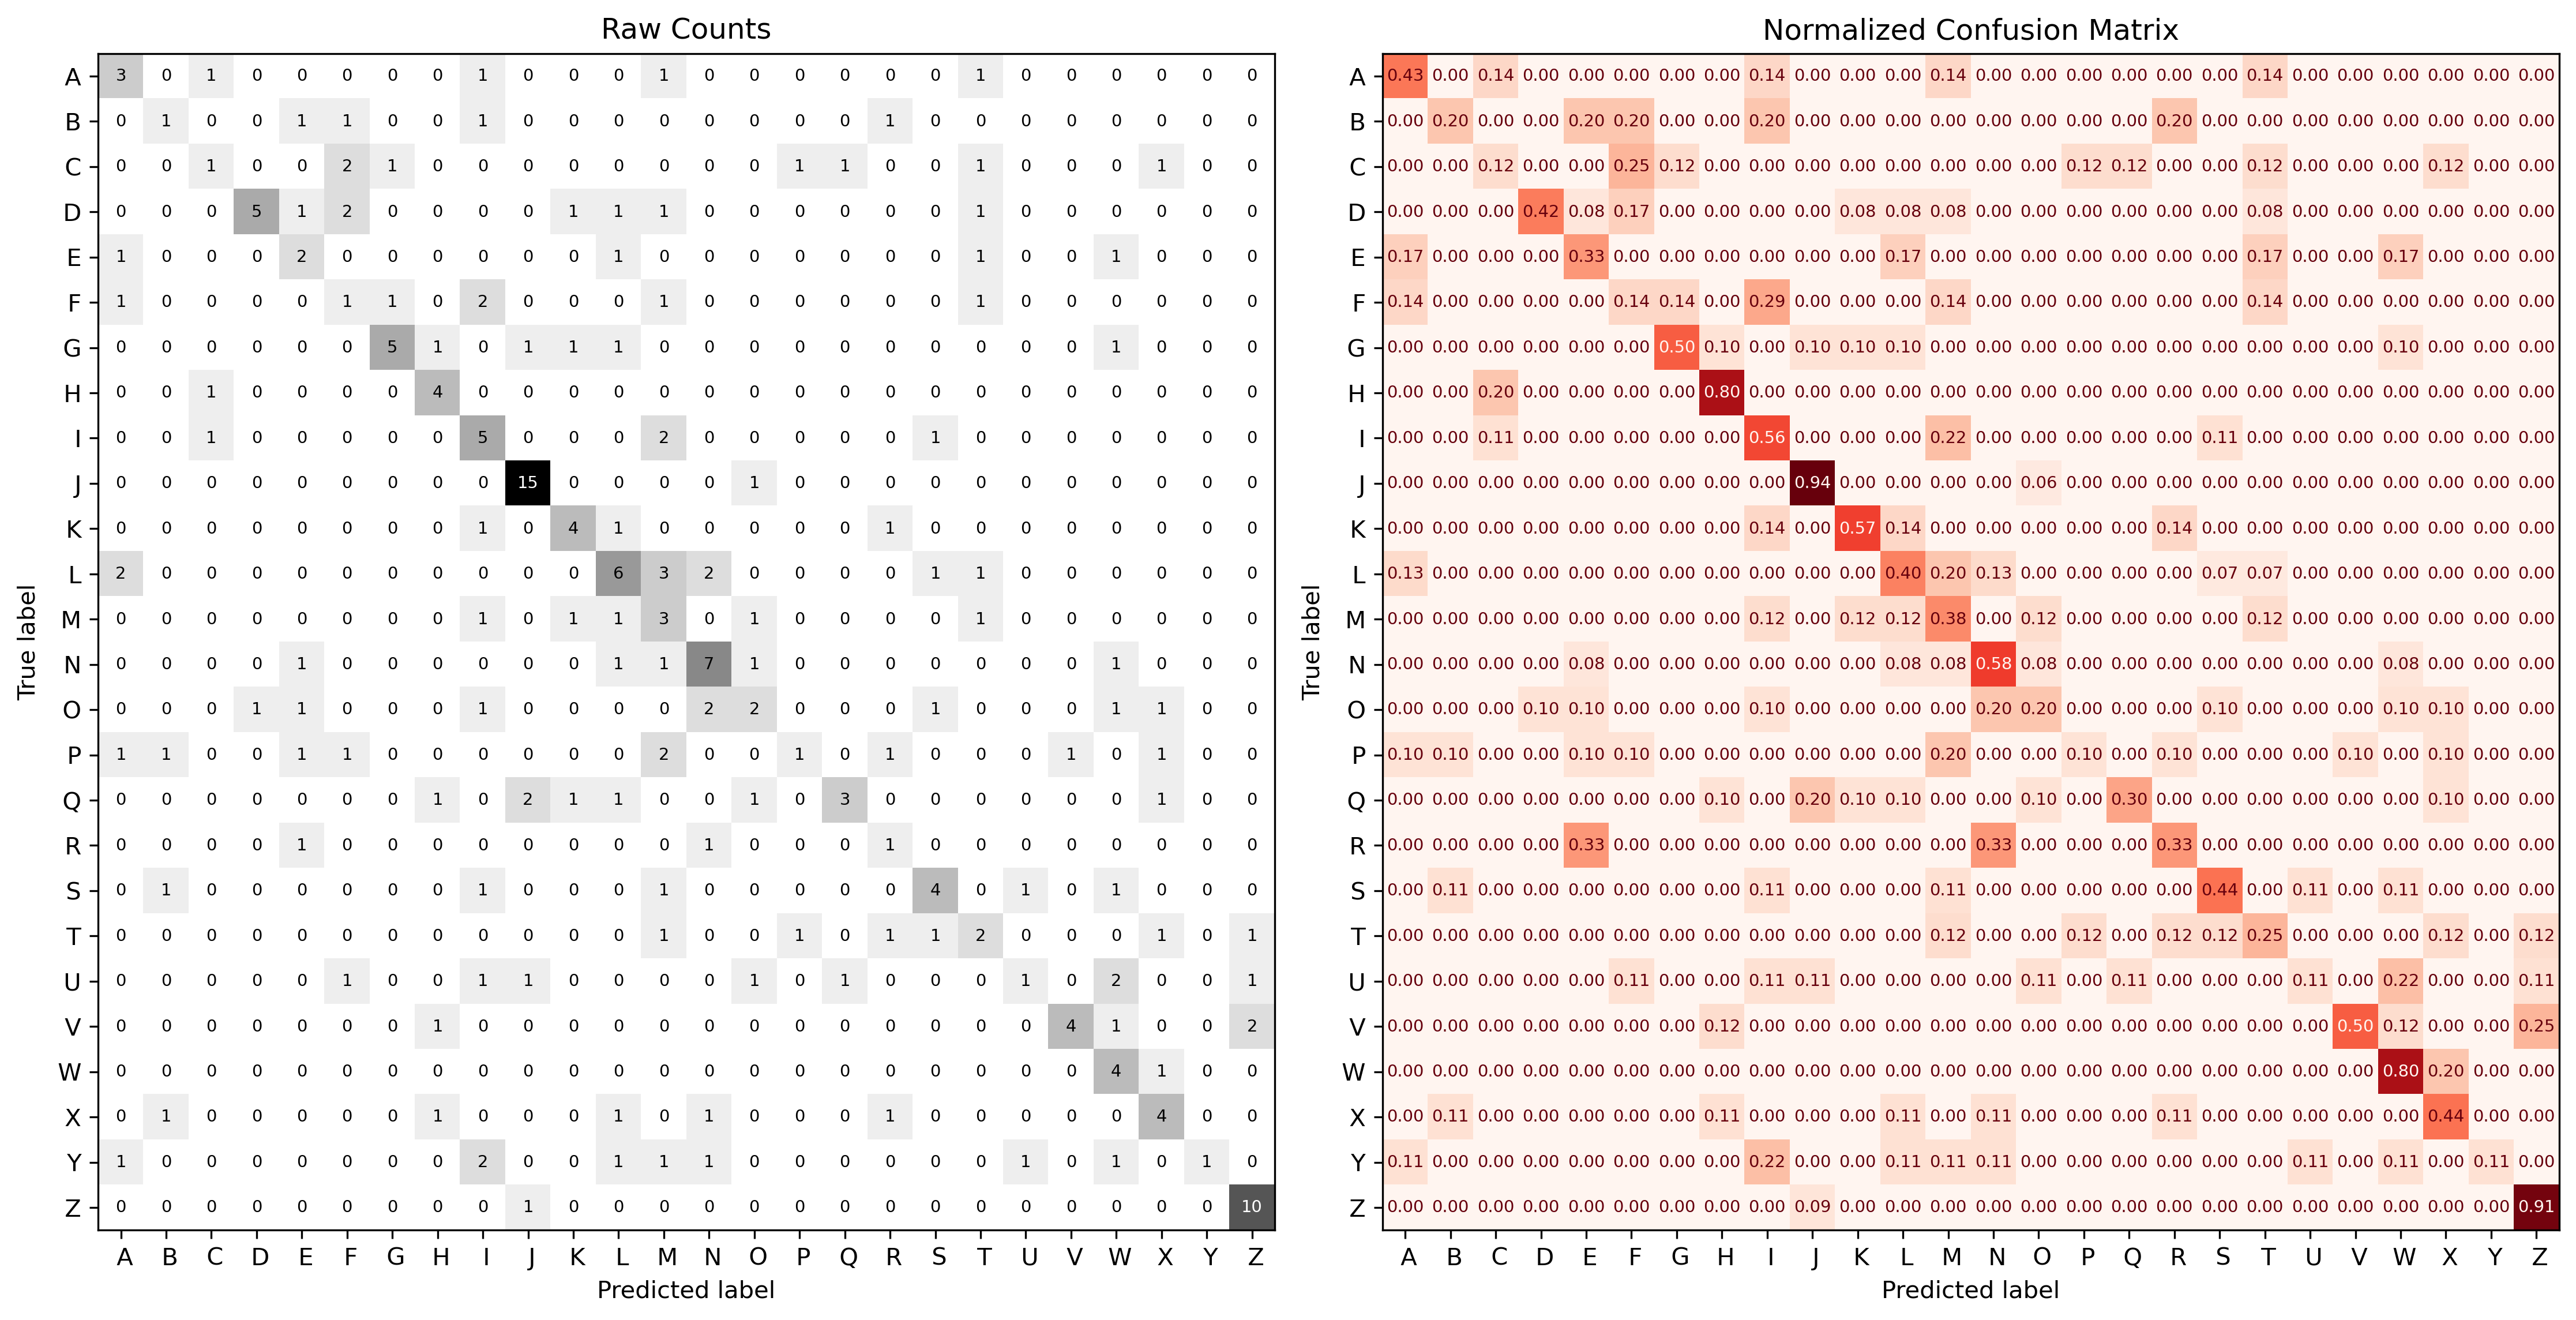 Raw Counts
A 3 0 1 0 0 0 0 0 1 0 0 0 1 0 0 0 0 0 0 1 0 0 0 0 0 0
B 0 1 0 0 1 1 0 0 1 0 0 0 0 0 0 0 0 1 0 0 0 0 0 0 0 0
C 0 0 1 0 0 2 1 0 0 0 0 0 0 0 0 1 1 0 0 1 0 0 0 1 0 0
D 0 0 0 5 1 2 0 0 0 0 1 1 1 0 0 0 0 0 0 1 0 0 0 0 0 0
E 1 0 0 0 2 0 0 0 0 0 0 1 0 0 0 0 0 0 0 1 0 0 1 0 0 0
F 1 0 0 0 0 1 1 0 2 0 0 0 1 0 0 0 0 0 0 1 0 0 0 0 0 0
G 0 0 0 0 0 0 5 1 0 1 1 1 0 0 0 0 0 0 0 0 0 0 1 0 0 0
H 0 0 1 0 0 0 0 4 0 0 0 0 0 0 0 0 0 0 0 0 0 0 0 0 0 0
I 0 0 1 0 0 0 0 0 5 0 0 0 2 0 0 0 0 0 1 0 0 0 0 0 0 0
J 0 0 0 0 0 0 0 0 0 15 0 0 0 0 1 0 0 0 0 0 0 0 0 0 0 0
K 0 0 0 0 0 0 0 0 1 0 4 1 0 0 0 0 0 1 0 0 0 0 0 0 0 0
L 2 0 0 0 0 0 0 0 0 0 0 6 3 2 0 0 0 0 1 1 0 0 0 0 0 0
M 0 0 0 0 0 0 0 0 1 0 1 1 3 0 1 0 0 0 0 1 0 0 0 0 0 0
N 0 0 0 0 1 0 0 0 0 0 0 1 1 7 1 0 0 0 0 0 0 0 1 0 0 0
O 0 0 0 1 1 0 0 0 1 0 0 0 0 2 2 0 0 0 1 0 0 0 1 1 0 0
P 1 1 0 0 1 1 0 0 0 0 0 0 2 0 0 1 0 1 0 0 0 1 0 1 0 0
Q 0 0 0 0 0 0 0 1 0 2 1 1 0 0 1 0 3 0 0 0 0 0 0 1 0 0
R 0 0 0 0 1 0 0 0 0 0 0 0 0 1 0 0 0 1 0 0 0 0 0 0 0 0
S 0 1 0 0 0 0 0 0 1 0 0 0 1 0 0 0 0 0 4 0 1 0 1 0 0 0
T 0 0 0 0 0 0 0 0 0 0 0 0 1 0 0 1 0 1 1 2 0 0 0 1 0 1
U 0 0 0 0 0 1 0 0 1 1 0 0 0 0 1 0 1 0 0 0 1 0 2 0 0 1
V 0 0 0 0 0 0 0 1 0 0 0 0 0 0 0 0 0 0 0 0 0 4 1 0 0 2
W 0 0 0 0 0 0 0 0 0 0 0 0 0 0 0 0 0 0 0 0 0 0 4 1 0 0
X 0 1 0 0 0 0 0 1 0 0 0 1 0 1 0 0 0 1 0 0 0 0 0 4 0 0
Y 1 0 0 0 0 0 0 0 2 0 0 1 1 1 0 0 0 0 0 0 1 0 1 0 1 0
Z 0 0 0 0 0 0 0 0 0 1 0 0 0 0 0 0 0 0 0 0 0 0 0 0 0 10
A B C D E F G H I J K L M N O P Q R S T U V W X Y Z
Predicted label
True label
Normalized Confusion Matrix
A 0.43 0.00 0.14 0.00 0.00 0.00 0.00 0.00 0.14 0.00 0.00 0.00 0.14 0.00 0.00 0.00 0.00 0.00 0.00 0.14 0.00 0.00 0.00 0.00 0.00 0.00
B 0.00 0.20 0.00 0.00 0.20 0.20 0.00 0.00 0.20 0.00 0.00 0.00 0.00 0.00 0.00 0.00 0.00 0.20 0.00 0.00 0.00 0.00 0.00 0.00 0.00 0.00
C 0.00 0.00 0.12 0.00 0.00 0.25 0.12 0.00 0.00 0.00 0.00 0.00 0.00 0.00 0.00 0.12 0.12 0.00 0.00 0.12 0.00 0.00 0.00 0.12 0.00 0.00
D 0.00 0.00 0.00 0.42 0.08 0.17 0.00 0.00 0.00 0.00 0.08 0.08 0.08 0.00 0.00 0.00 0.00 0.00 0.00 0.08 0.00 0.00 0.00 0.00 0.00 0.00
E 0.17 0.00 0.00 0.00 0.33 0.00 0.00 0.00 0.00 0.00 0.00 0.17 0.00 0.00 0.00 0.00 0.00 0.00 0.00 0.17 0.00 0.00 0.17 0.00 0.00 0.00
F 0.14 0.00 0.00 0.00 0.00 0.14 0.14 0.00 0.29 0.00 0.00 0.00 0.14 0.00 0.00 0.00 0.00 0.00 0.00 0.14 0.00 0.00 0.00 0.00 0.00 0.00
G 0.00 0.00 0.00 0.00 0.00 0.00 0.50 0.10 0.00 0.10 0.10 0.10 0.00 0.00 0.00 0.00 0.00 0.00 0.00 0.00 0.00 0.00 0.10 0.00 0.00 0.00
H 0.00 0.00 0.20 0.00 0.00 0.00 0.00 0.80 0.00 0.00 0.00 0.00 0.00 0.00 0.00 0.00 0.00 0.00 0.00 0.00 0.00 0.00 0.00 0.00 0.00 0.00
I 0.00 0.00 0.11 0.00 0.00 0.00 0.00 0.00 0.56 0.00 0.00 0.00 0.22 0.00 0.00 0.00 0.00 0.00 0.11 0.00 0.00 0.00 0.00 0.00 0.00 0.00
J 0.00 0.00 0.00 0.00 0.00 0.00 0.00 0.00 0.00 0.94 0.00 0.00 0.00 0.00 0.06 0.00 0.00 0.00 0.00 0.00 0.00 0.00 0.00 0.00 0.00 0.00
K 0.00 0.00 0.00 0.00 0.00 0.00 0.00 0.00 0.14 0.00 0.57 0.14 0.00 0.00 0.00 0.00 0.00 0.14 0.00 0.00 0.00 0.00 0.00 0.00 0.00 0.00
L 0.13 0.00 0.00 0.00 0.00 0.00 0.00 0.00 0.00 0.00 0.00 0.40 0.20 0.13 0.00 0.00 0.00 0.00 0.07 0.07 0.00 0.00 0.00 0.00 0.00 0.00
M 0.00 0.00 0.00 0.00 0.00 0.00 0.00 0.00 0.12 0.00 0.12 0.12 0.38 0.00 0.12 0.00 0.00 0.00 0.00 0.12 0.00 0.00 0.00 0.00 0.00 0.00
N 0.00 0.00 0.00 0.00 0.08 0.00 0.00 0.00 0.00 0.00 0.00 0.08 0.08 0.58 0.08 0.00 0.00 0.00 0.00 0.00 0.00 0.00 0.08 0.00 0.00 0.00
O 0.00 0.00 0.00 0.10 0.10 0.00 0.00 0.00 0.10 0.00 0.00 0.00 0.00 0.20 0.20 0.00 0.00 0.00 0.10 0.00 0.00 0.00 0.10 0.10 0.00 0.00
P 0.10 0.10 0.00 0.00 0.10 0.10 0.00 0.00 0.00 0.00 0.00 0.00 0.20 0.00 0.00 0.10 0.00 0.10 0.00 0.00 0.00 0.10 0.00 0.10 0.00 0.00
Q 0.00 0.00 0.00 0.00 0.00 0.00 0.00 0.10 0.00 0.20 0.10 0.10 0.00 0.00 0.10 0.00 0.30 0.00 0.00 0.00 0.00 0.00 0.00 0.10 0.00 0.00
R 0.00 0.00 0.00 0.00 0.33 0.00 0.00 0.00 0.00 0.00 0.00 0.00 0.00 0.33 0.00 0.00 0.00 0.33 0.00 0.00 0.00 0.00 0.00 0.00 0.00 0.00
S 0.00 0.11 0.00 0.00 0.00 0.00 0.00 0.00 0.11 0.00 0.00 0.00 0.11 0.00 0.00 0.00 0.00 0.00 0.44 0.00 0.11 0.00 0.11 0.00 0.00 0.00
T 0.00 0.00 0.00 0.00 0.00 0.00 0.00 0.00 0.00 0.00 0.00 0.00 0.12 0.00 0.00 0.12 0.00 0.12 0.12 0.25 0.00 0.00 0.00 0.12 0.00 0.12
U 0.00 0.00 0.00 0.00 0.00 0.11 0.00 0.00 0.11 0.11 0.00 0.00 0.00 0.00 0.11 0.00 0.11 0.00 0.00 0.00 0.11 0.00 0.22 0.00 0.00 0.11
V 0.00 0.00 0.00 0.00 0.00 0.00 0.00 0.12 0.00 0.00 0.00 0.00 0.00 0.00 0.00 0.00 0.00 0.00 0.00 0.00 0.00 0.50 0.12 0.00 0.00 0.25
W 0.00 0.00 0.00 0.00 0.00 0.00 0.00 0.00 0.00 0.00 0.00 0.00 0.00 0.00 0.00 0.00 0.00 0.00 0.00 0.00 0.00 0.00 0.80 0.20 0.00 0.00
X 0.00 0.11 0.00 0.00 0.00 0.00 0.00 0.11 0.00 0.00 0.00 0.11 0.00 0.11 0.00 0.00 0.00 0.11 0.00 0.00 0.00 0.00 0.00 0.44 0.00 0.00
Y 0.11 0.00 0.00 0.00 0.00 0.00 0.00 0.00 0.22 0.00 0.00 0.11 0.11 0.11 0.00 0.00 0.00 0.00 0.00 0.00 0.11 0.00 0.11 0.00 0.11 0.00
Z 0.00 0.00 0.00 0.00 0.00 0.00 0.00 0.00 0.00 0.09 0.00 0.00 0.00 0.00 0.00 0.00 0.00 0.00 0.00 0.00 0.00 0.00 0.00 0.00 0.00 0.91
A B C D E F G H I J K L M N O P Q R S T U V W X Y Z
Predicted label
True label